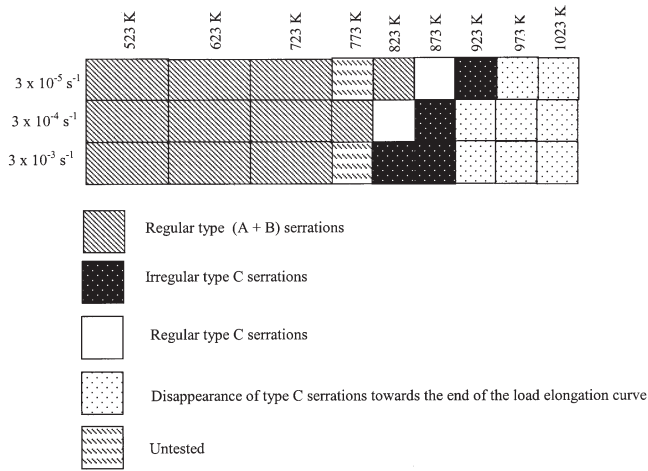 523 K 623 K 723 K 773 K 823 K 873 K 923 K 973 K 1023 K
3 x 10⁻⁵ s⁻¹
3 x 10⁻⁴ s⁻¹
3 x 10⁻³ s⁻¹
Regular type (A + B) serrations
Irregular type C serrations
Regular type C serrations
Disappearance of type C serrations towards the end of the load elongation curve
Untested